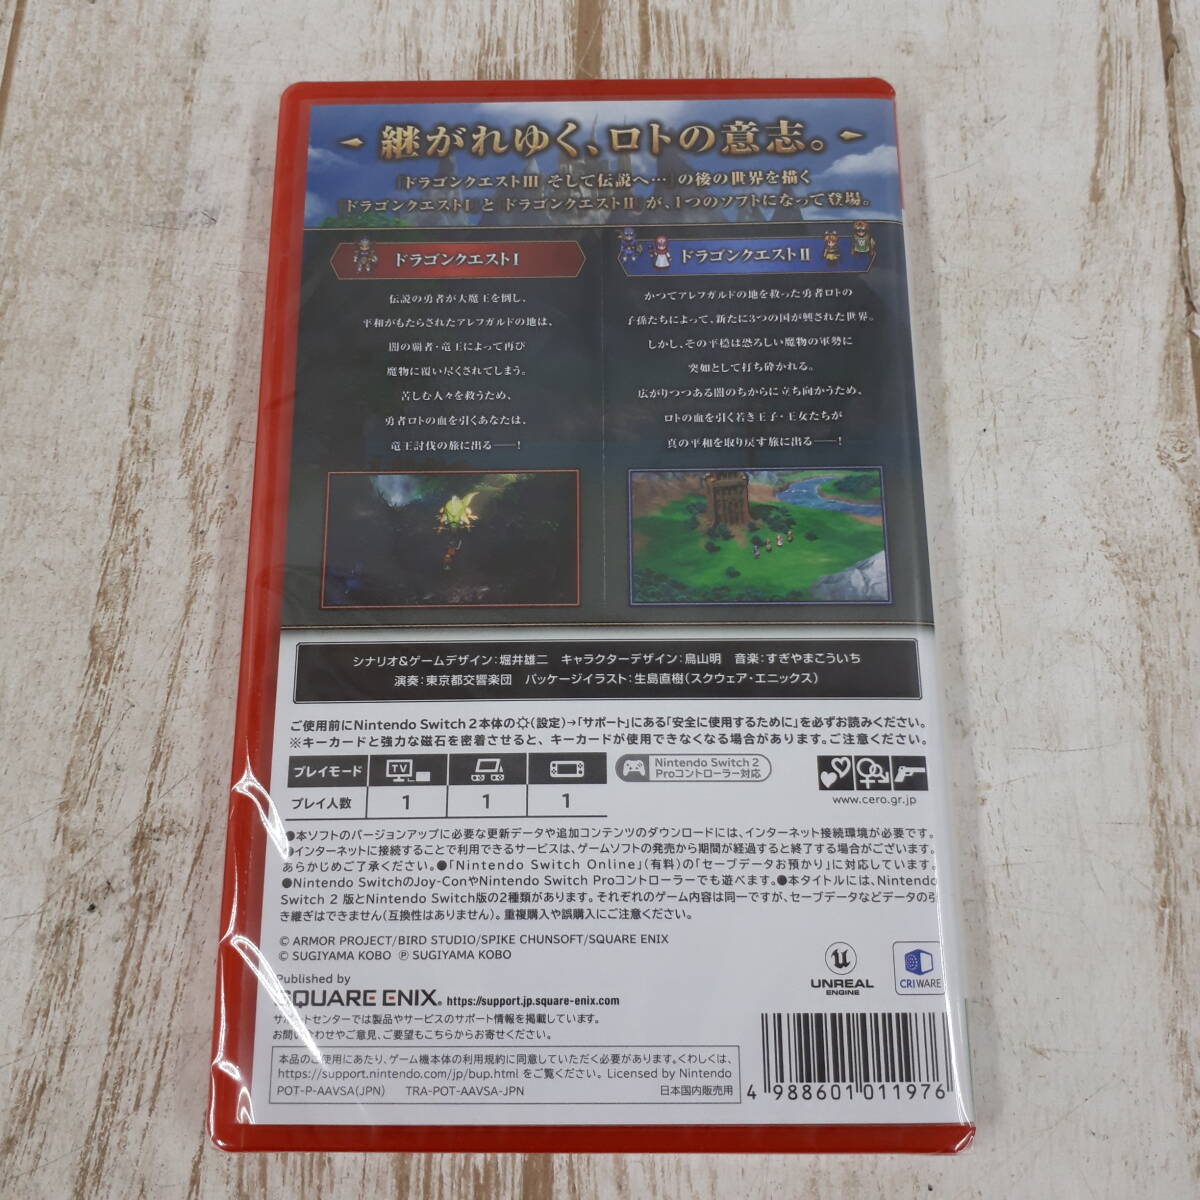 継がれゆく、ロトの意志。
『ドラゴンクエストIII そして伝説へ…』の後の世界を描く
『ドラゴンクエストI』と『ドラゴンクエストII』が、1つのソフトになって登場。
ドラゴンクエストI
伝説の勇者が大魔王を倒し、
平和がもたらされたアレフガルドの地は、
闇の覇者・竜王によって再び
魔物に覆い尽くされてしまう。
苦しむ人々を救うため、
勇者ロトの血を引くあなたは、
竜王討伐の旅に出る——!
ドラゴンクエストII
かつてアレフガルドの地を救った勇者ロトの
子孫たちによって、新たに3つの国が興された世界。
しかし、その平穏は恐ろしい魔物の軍勢に
突如として打ち砕かれる。
広がりつつある闇のちからに立ち向かうため、
ロトの血を引く若き王子・王女たちが
真の平和を取り戻す旅に出る——!
シナリオ&ゲームデザイン:堀井雄二 キャラクターデザイン:鳥山明 音楽:すぎやまこういち
演奏:東京都交響楽団 パッケージイラスト:生島直樹(スクウェア・エニックス)
ご使用前にNintendo Switch 2本体の(設定)→「サポート」にある「安全に使用するために」を必ずお読みください。
※キーカードと強力な磁石を密着させると、キーカードが使用できなくなる場合があります。ご注意ください。
プレイモード TV
プレイ人数 1 1 1
Nintendo Switch 2
Proコントローラー対応
www.cero.gr.jp
●本ソフトのバージョンアップに必要な更新データや追加コンテンツのダウンロードには、インターネット接続環境が必要です。
●インターネットに接続することで利用できるサービスは、ゲームソフトの発売から期間が経過すると終了する場合がございます。
あらかじめご了承ください。●「Nintendo Switch Online」(有料)の「セーブデータお預かり」に対応しています。
●Nintendo SwitchのJoy-ConやNintendo Switch Proコントローラーでも遊べます。●本タイトルには、Nintendo
Switch 2 版とNintendo Switch版の2種類があります。それぞれのゲーム内容は同一ですが、セーブデータなどデータの引
き継ぎはできません(互換性はありません)。重複購入や誤購入にご注意ください。
© ARMOR PROJECT/BIRD STUDIO/SPIKE CHUNSOFT/SQUARE ENIX
© SUGIYAMA KOBO ℗ SUGIYAMA KOBO
Published by
SQUARE ENIX. https://support.jp.square-enix.com
サポートセンターでは製品やサービスのサポート情報を掲載しています。
お問い合わせやご意見、ご要望もこちらからお寄せください。
UNREAL
ENGINE
CRIWARE
本品のご使用にあたり、ゲーム機本体の利用規約に同意していただく必要があります。くわしくは、
https://support.nintendo.com/jp/bup.html をご覧ください。Licensed by Nintendo
POT-P-AAVSA(JPN) TRA-POT-AAVSA-JPN 日本国内販売用
4 988601 011976